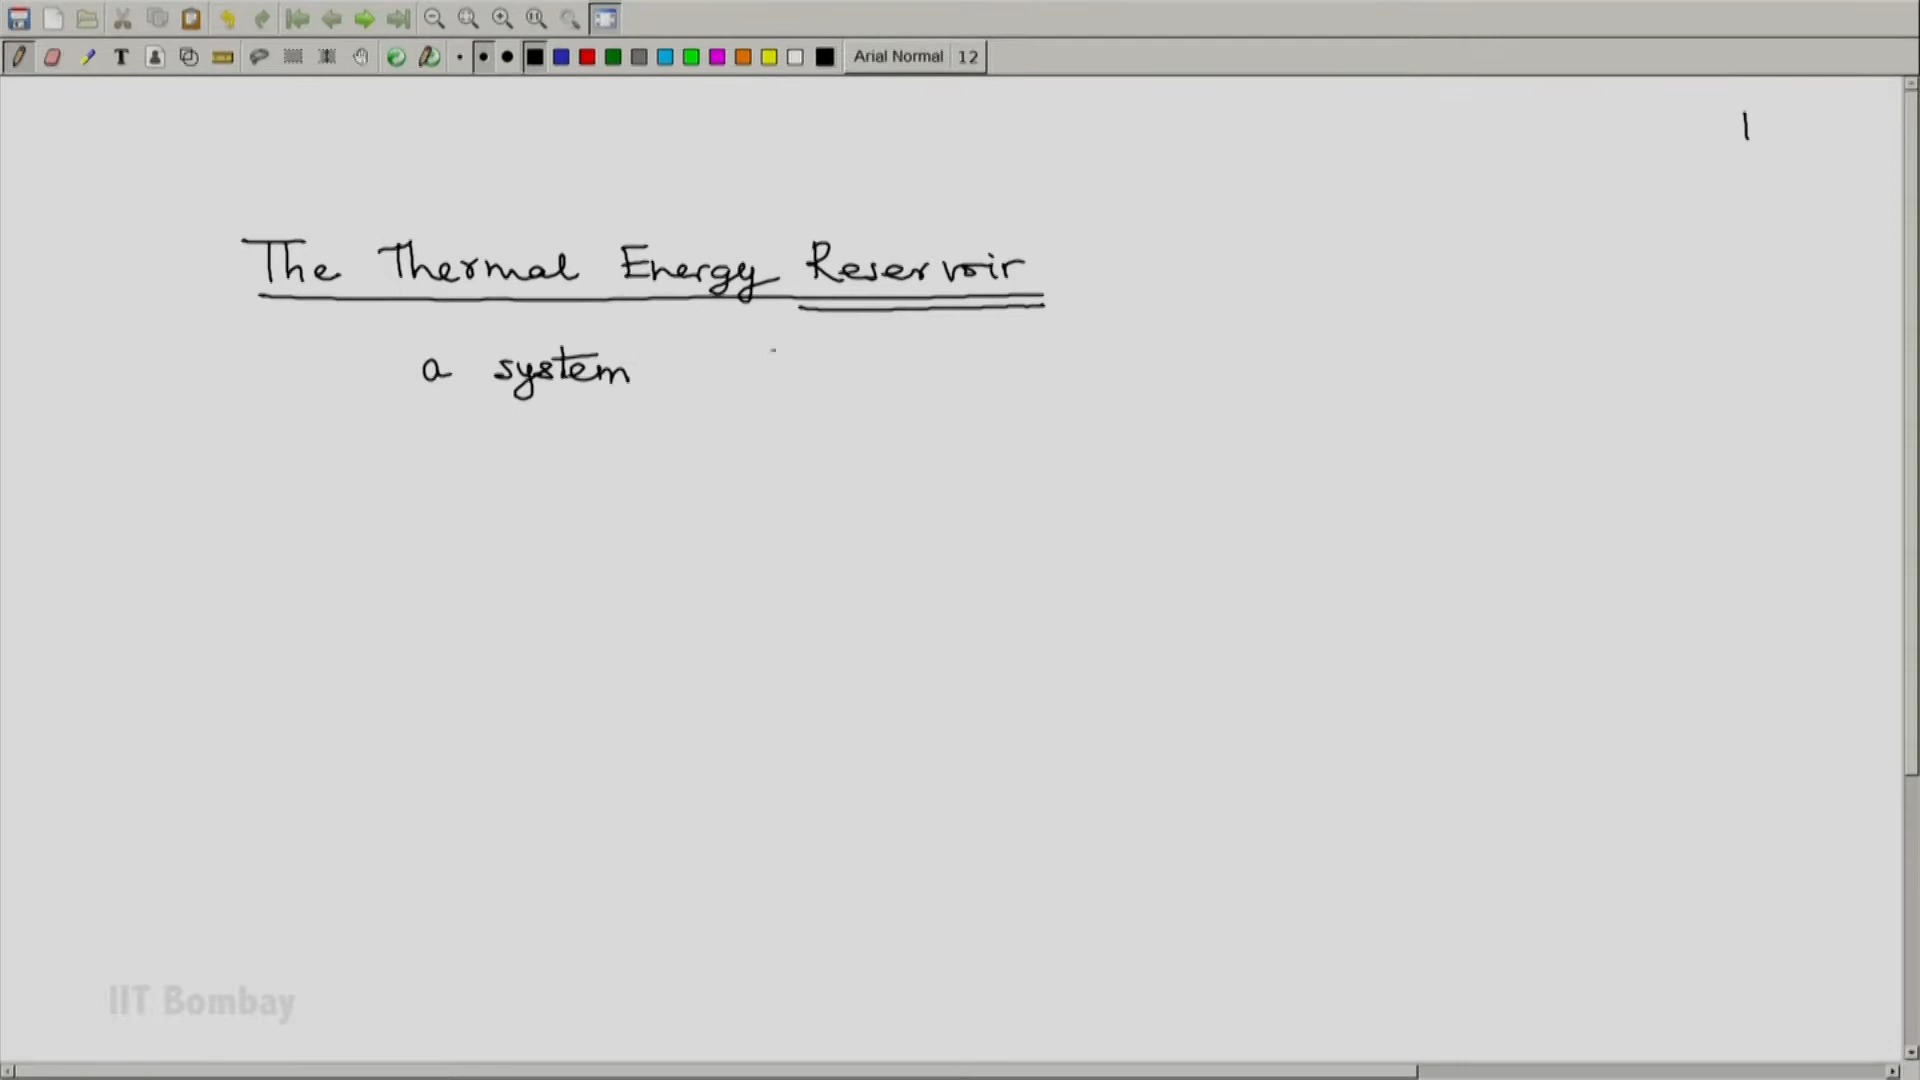 T Arial Normal 12
1
The Thermal Energy Reservoir
a system
IIT Bombay